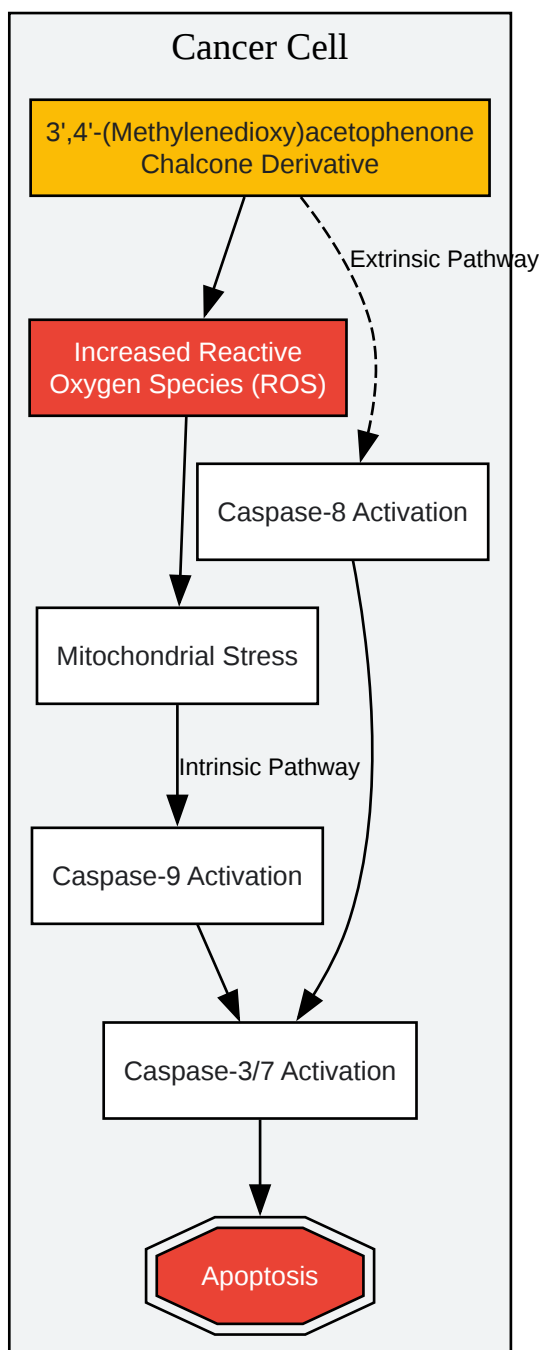 Cancer Cell
3',4'-(Methylenedioxy)acetophenone
Chalcone Derivative
Extrinsic Pathway
Increased Reactive
Oxygen Species (ROS)
Caspase-8 Activation
Mitochondrial Stress
Intrinsic Pathway
Caspase-9 Activation
Caspase-3/7 Activation
Apoptosis